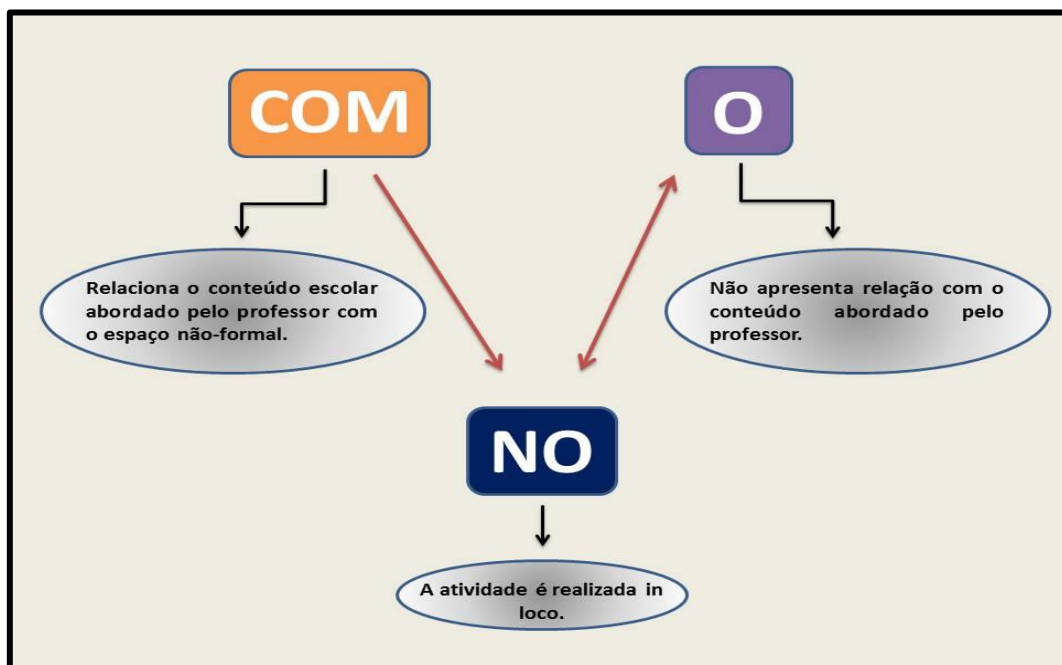 COM
O
Relaciona o conteúdo escolar
abordado pelo professor com
o espaço não-formal.
Não apresenta relação com o
conteúdo abordado pelo
professor.
NO
A atividade é realizada in
loco.